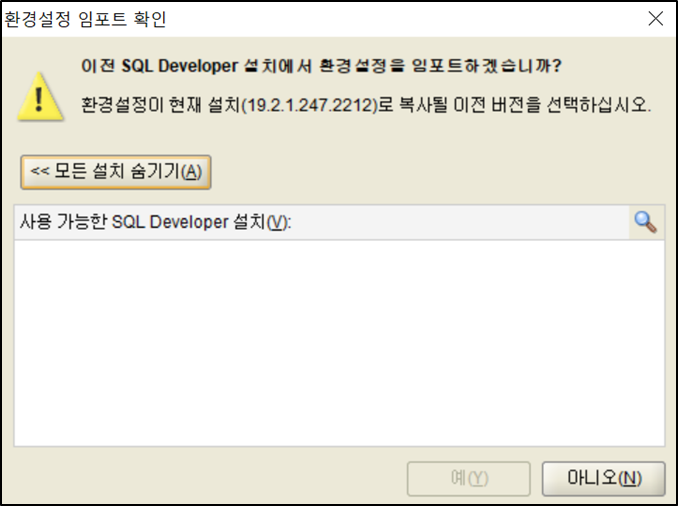 환경설정 임포트 확인
이전 SQL Developer 설치에서 환경설정을 임포트하겠습니까?
환경설정이 현재 설치(19.2.1.247.2212)로 복사될 이전 버전을 선택하십시오.
<< 모든 설치 숨기기(A)
사용 가능한 SQL Developer 설치(V):
예(Y)
아니오(N)